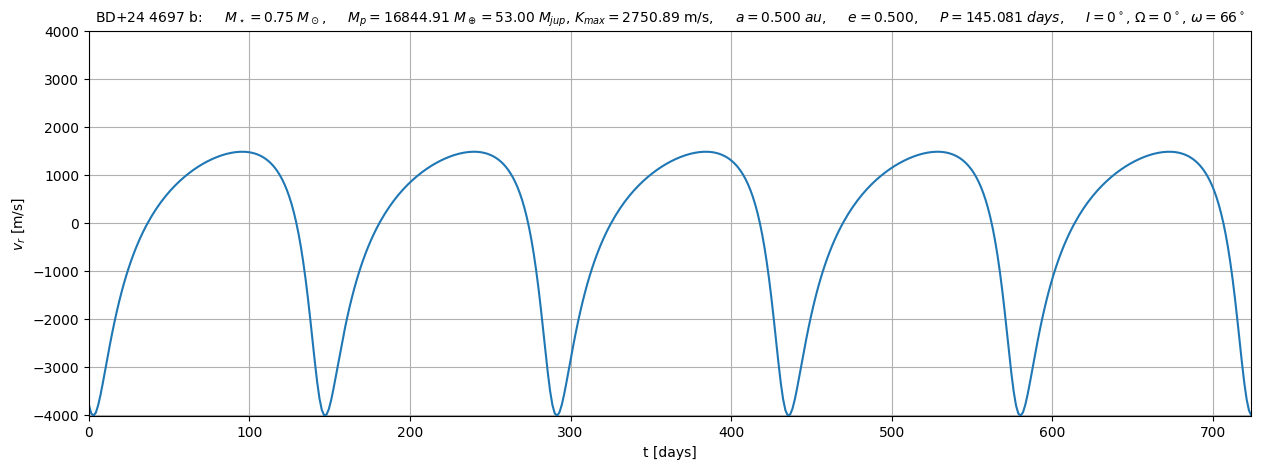 BD+24 4697 b: M⋆ = 0.75 M⊙, Mp = 16844.91 M⊕ = 53.00 Mjup, Kmax = 2750.89 m/s, a = 0.500 au, e = 0.500, P = 145.081 days, I = 0°, Ω = 0°, ω = 66°
4000
3000
2000
1000
0
−1000
−2000
−3000
−4000
vr [m/s]
0 100 200 300 400 500 600 700
t [days]